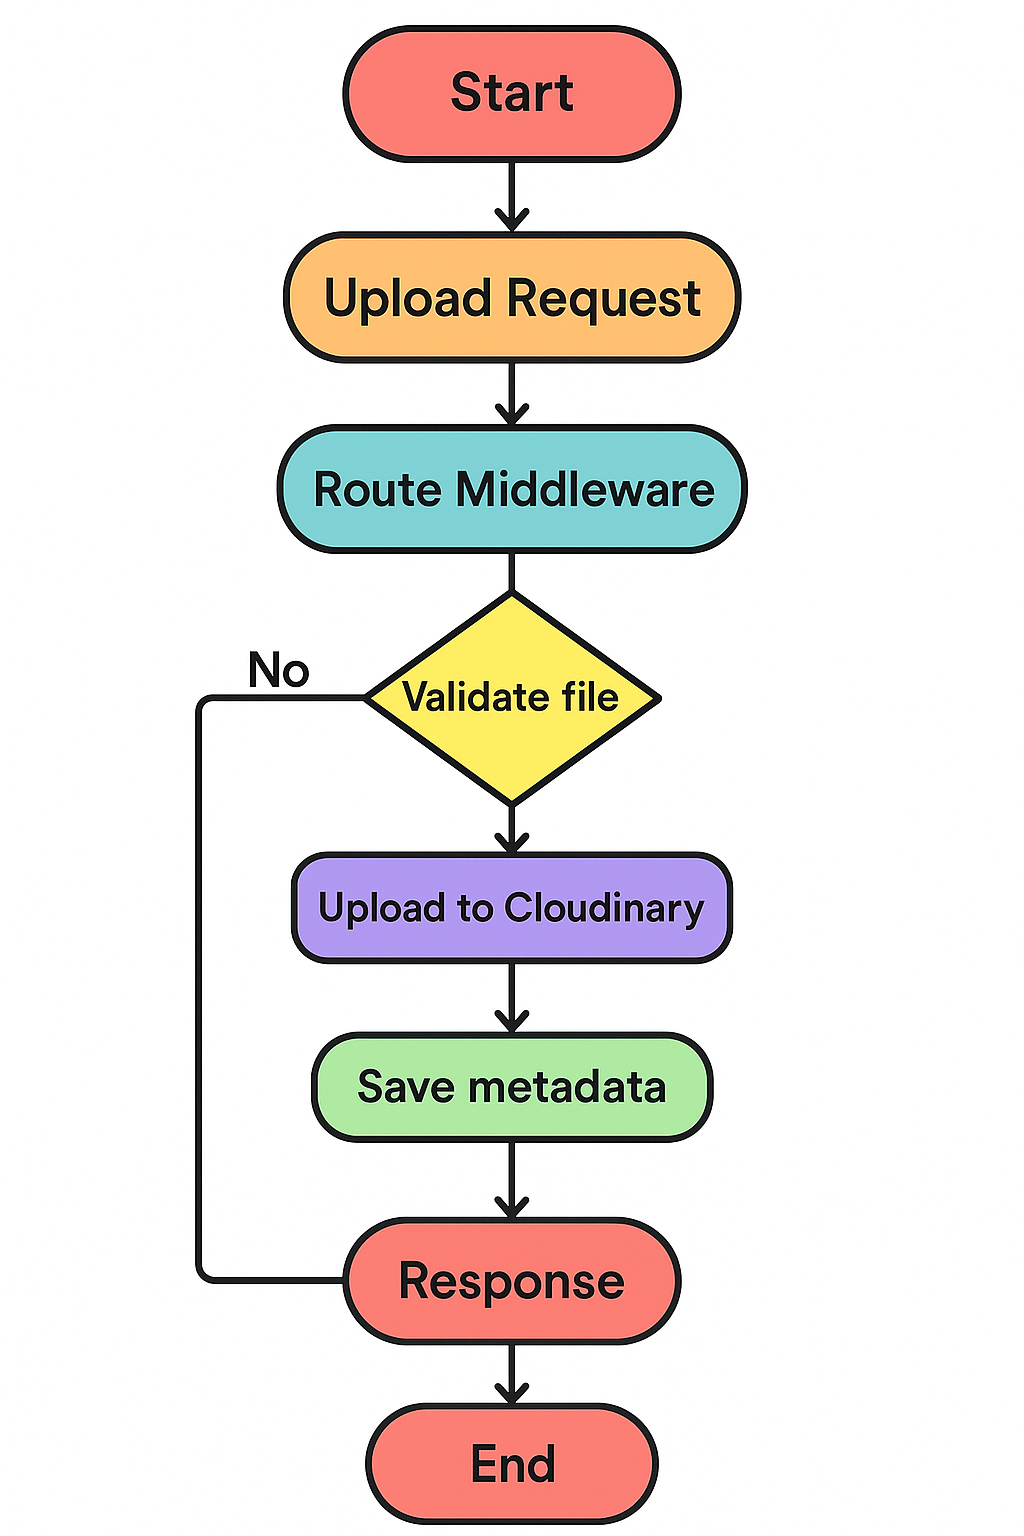 Start
Upload Request
Route Middleware
No
Validate file
Upload to Cloudinary
Save metadata
Response
End